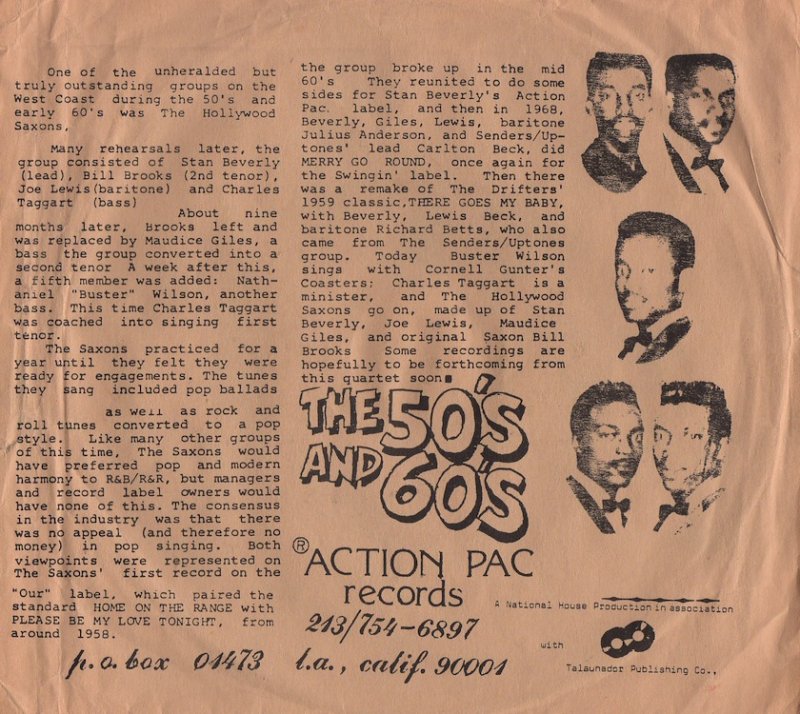 One of the unheralded but
truly outstanding groups on the
West Coast during the 50's and
early 60's was The Hollywood
Saxons,
Many rehearsals later, the
group consisted of Stan Beverly
(lead), Bill Brooks (2nd tenor),
Joe Lewis(baritone) and Charles
Taggart (bass)
About nine
months later, Brooks left and
was replaced by Maudice Giles, a
bass the group converted into a
second tenor A week after this,
a fifth member was added: Nath-
aniel "Buster" Wilson, another
bass. This time Charles Taggart
was coached into singing first
tenor.
The Saxons practiced for a
year until they felt they were
ready for engagements. The tunes
they sang included pop ballads
as well as rock and
roll tunes converted to a pop
style. Like many other groups
of this time, The Saxons would
have preferred pop and modern
harmony to R&B/R&R, but managers
and record label owners would
have none of this. The consensus
in the industry was that there
was no appeal (and therefore no
money) in pop singing. Both
viewpoints were represented on
The Saxons' first record on the
"Our" label, which paired the
standard HOME ON THE RANGE with
PLEASE BE MY LOVE TONIGHT, from
around 1958.
the group broke up in the mid
60's They reunited to do some
sides for Stan Beverly's Action
Pac. label, and then in 1968,
Beverly, Giles, Lewis, baritone
Julius Anderson, and Senders/Up-
tones' lead Carlton Beck, did
MERRY GO ROUND, once again for
the Swingin' label. Then there
was a remake of The Drifters'
1959 classic,THERE GOES MY BABY,
with Beverly, Lewis Beck, and
baritone Richard Betts, who also
came from The Senders/Uptones
group. Today Buster Wilson
sings with Cornell Gunter's
Coasters; Charles Taggart is a
minister, and The Hollywood
Saxons go on, made up of Stan
Beverly, Joe Lewis, Maudice
Giles, and original Saxon Bill
Brooks Some recordings are
hopefully to be forthcoming from
this quartet soon
THE 50'S
AND 60'S
® ACTION PAC
records
213/754-6897
p.o. box 01473 l.a., calif. 90001
A National House Production in association
with
Talsunador Publishing Co.,